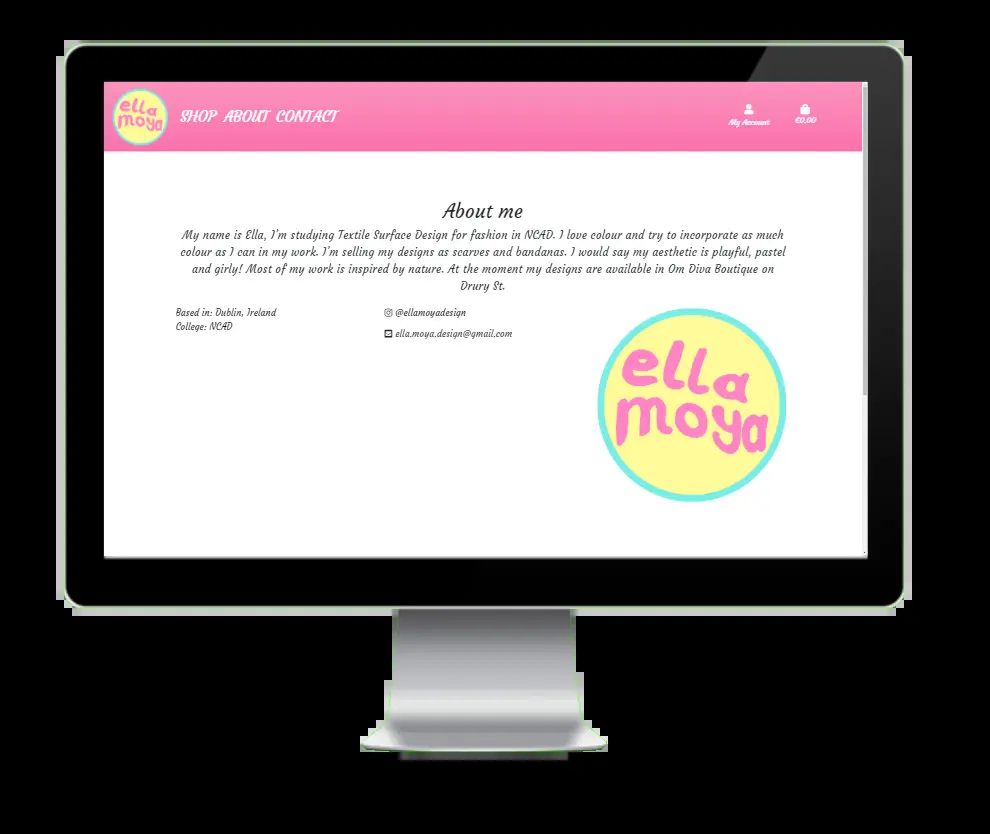 ella
moya
SHOP ABOUT CONTACT
My Account
€0,00
About me
My name is Ella, I'm studying Textile Surface Design for fashion in NCAD. I love colour and try to incorporate as much
colour as I can in my work. I'm selling my designs as scarves and bandanas. I would say my aesthetic is playful, pastel
and girly! Most of my work is inspired by nature. At the moment my designs are available in Om Diva Boutique on
Drury St.
Based in: Dublin, Ireland
College: NCAD
@ellamoyadesign
ella.moya.design@gmail.com
ella
moya